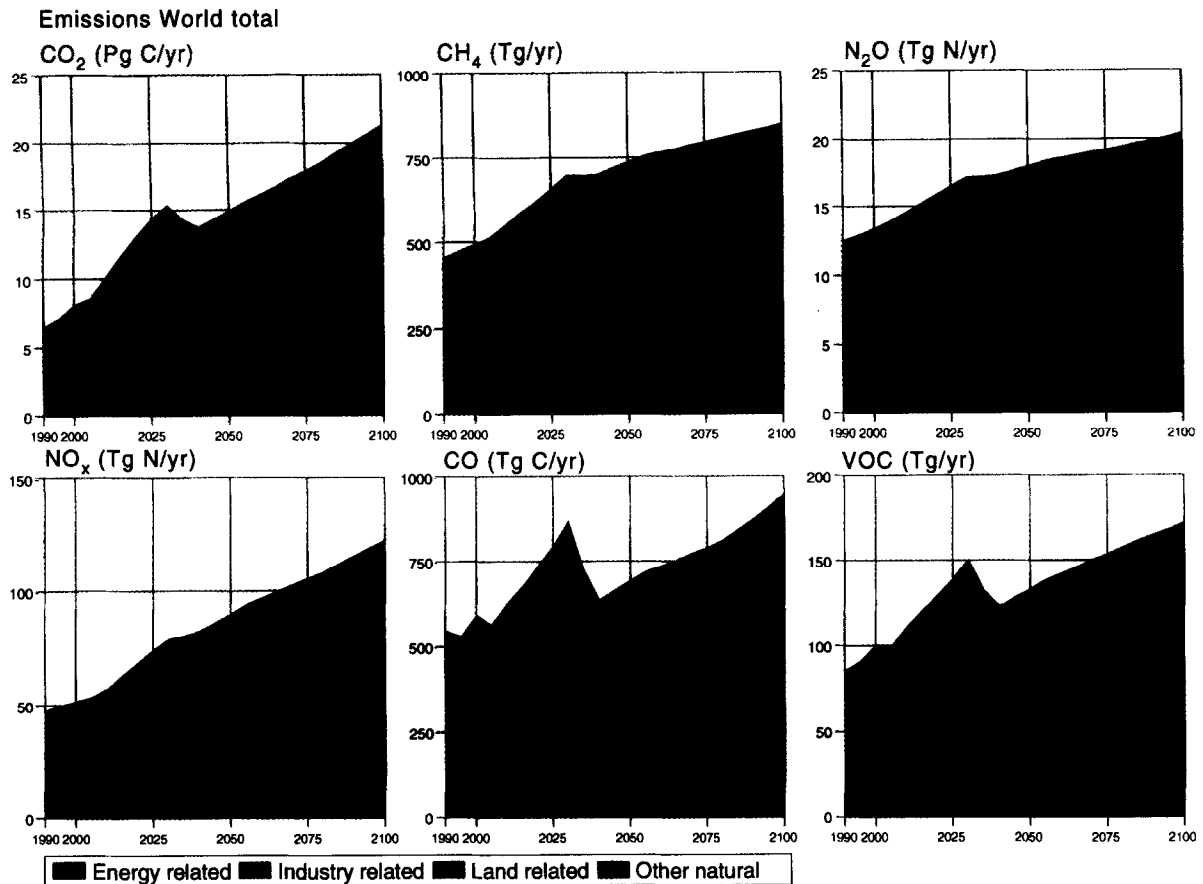 Emissions World total
CO2 (Pg C/yr)
25
20
15
10
5
0
1990 2000 2025 2050 2075 2100
CH4 (Tg/yr)
1000
750
500
250
0
1990 2000 2025 2050 2075 2100
N2O (Tg N/yr)
25
20
15
10
5
0
1990 2000 2025 2050 2075 2100
NOx (Tg N/yr)
150
100
50
0
1990 2000 2025 2050 2075 2100
CO (Tg C/yr)
1000
750
500
250
0
1990 2000 2025 2050 2075 2100
VOC (Tg/yr)
200
150
100
50
0
1990 2000 2025 2050 2075 2100
Energy related Industry related Land related Other natural